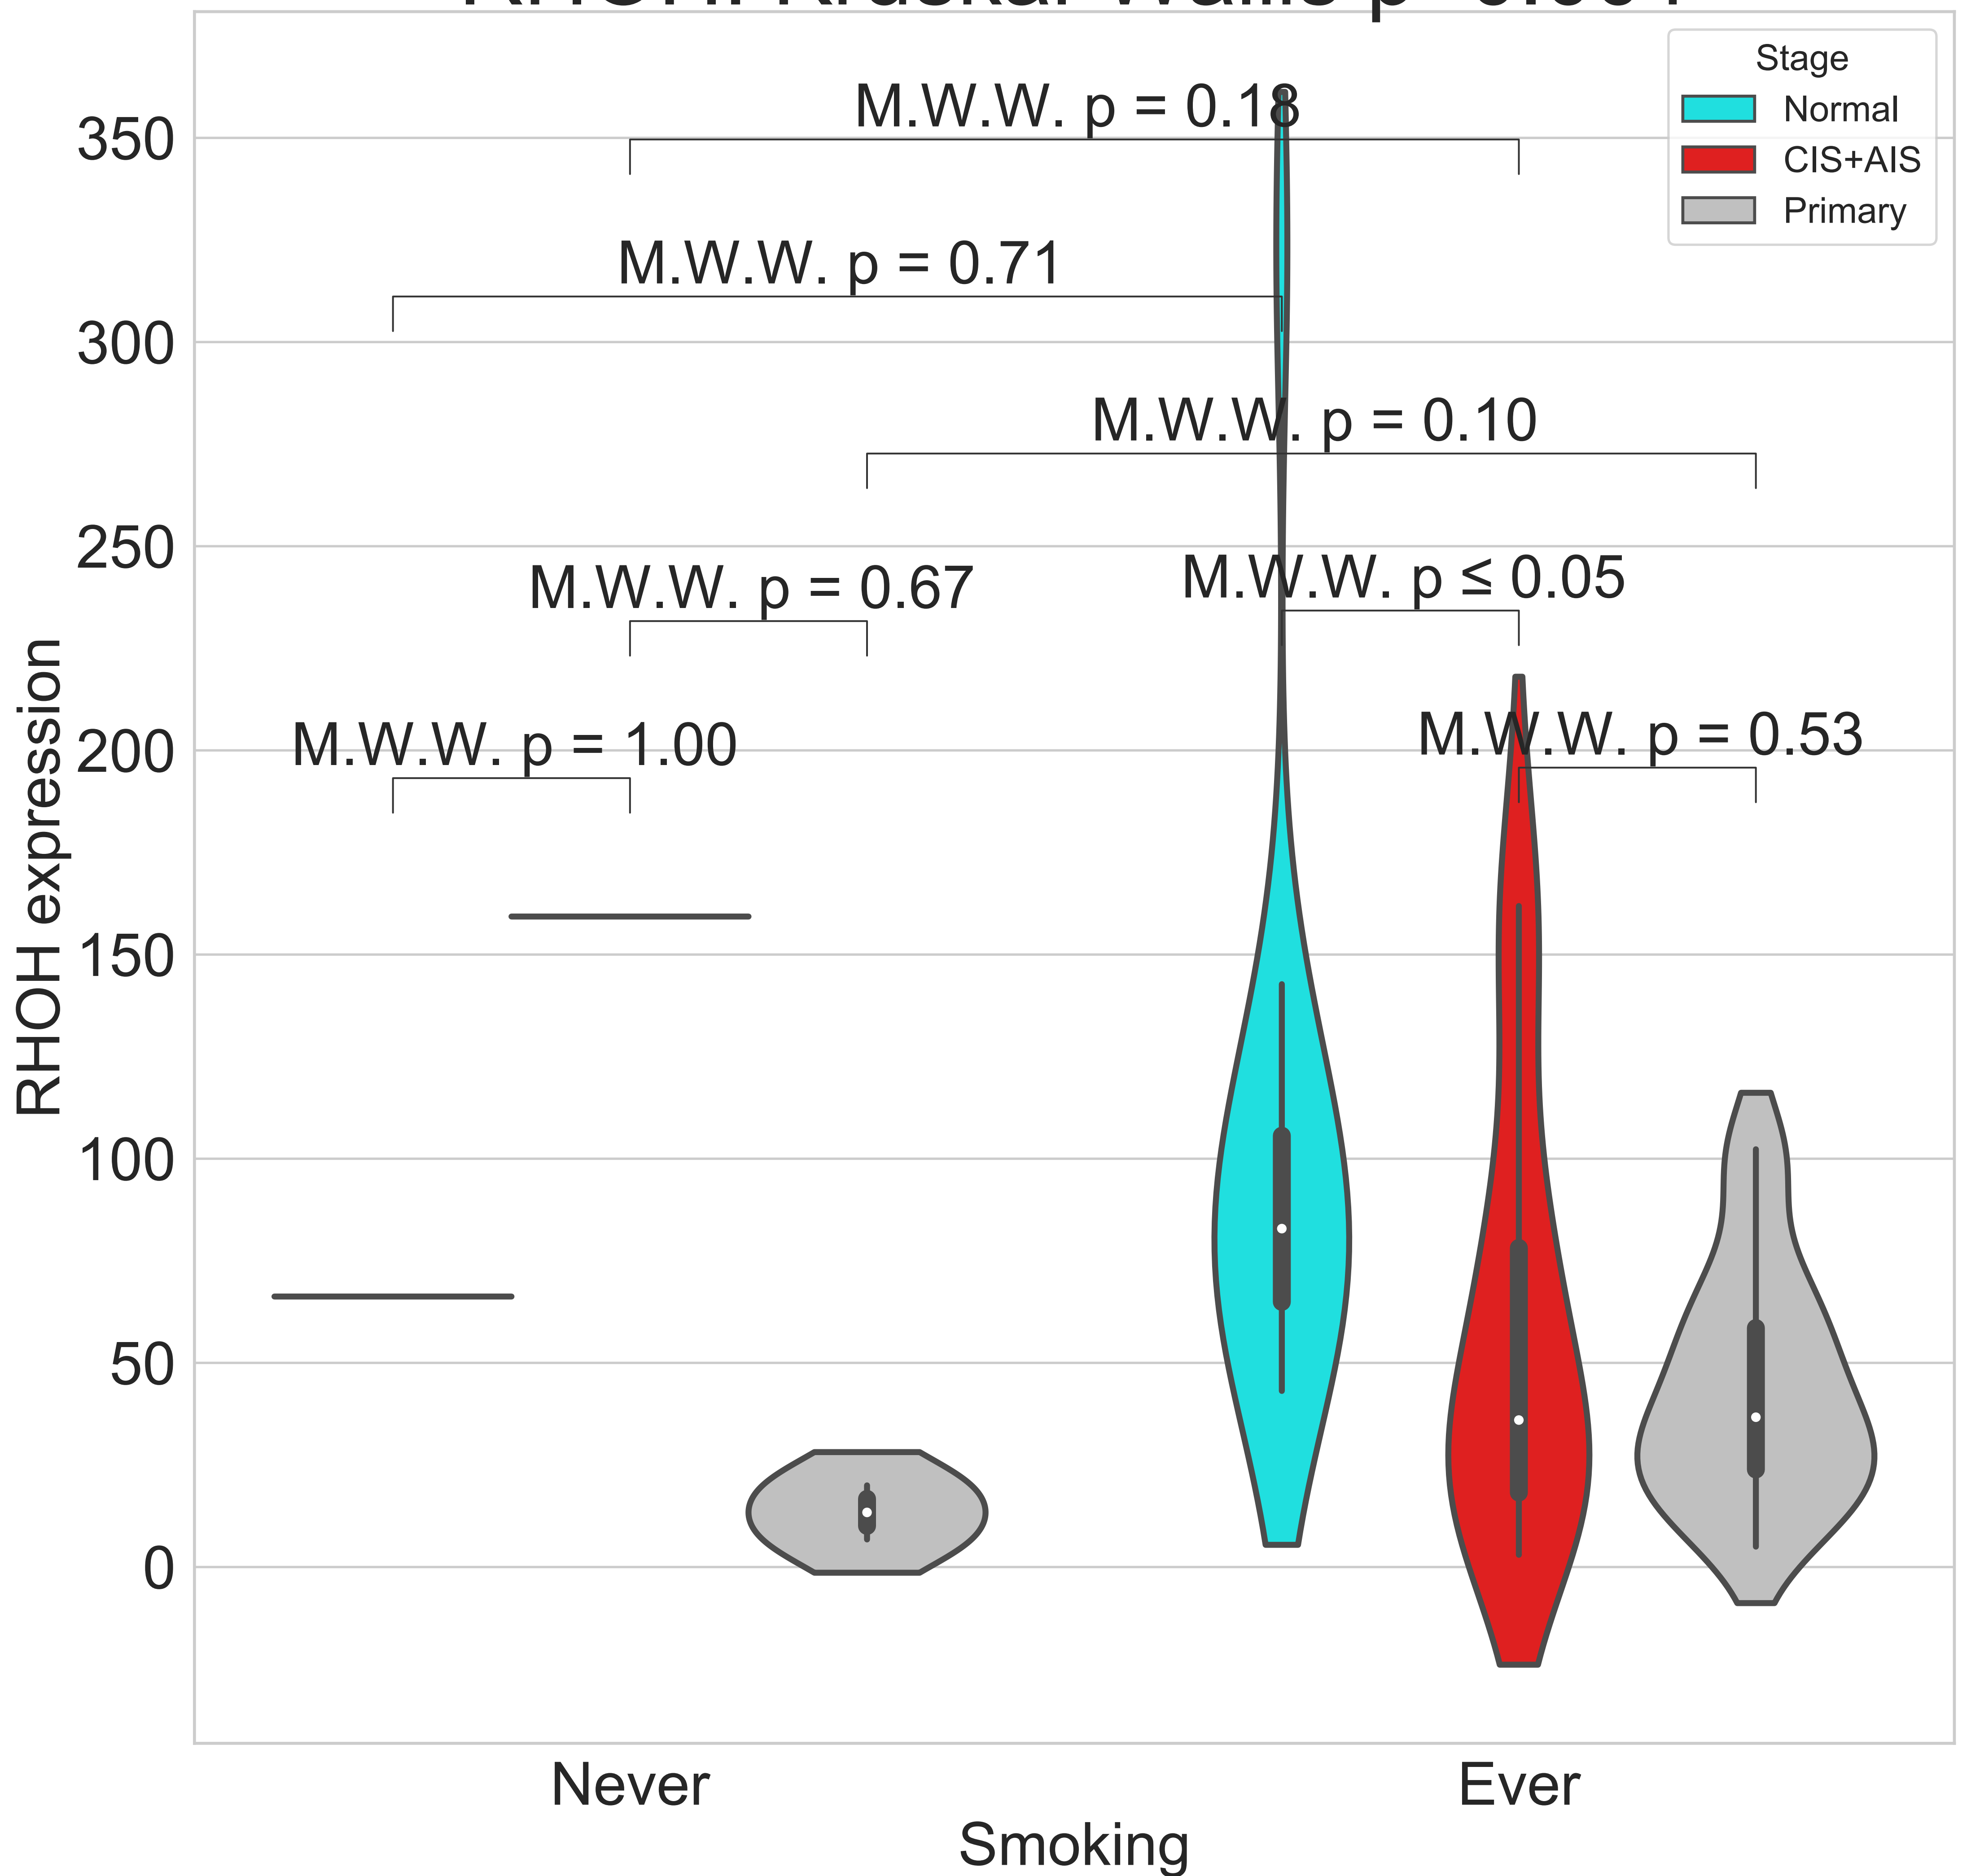 Stage
Normal
CIS+AIS
Primary
M.W.W. p = 0.18
M.W.W. p = 0.71
M.W.W. p = 0.10
M.W.W. p = 0.67
M.W.W. p ≤ 0.05
M.W.W. p = 1.00
M.W.W. p = 0.53
350
300
250
200
150
100
50
0
RHOH expression
Never
Ever
Smoking